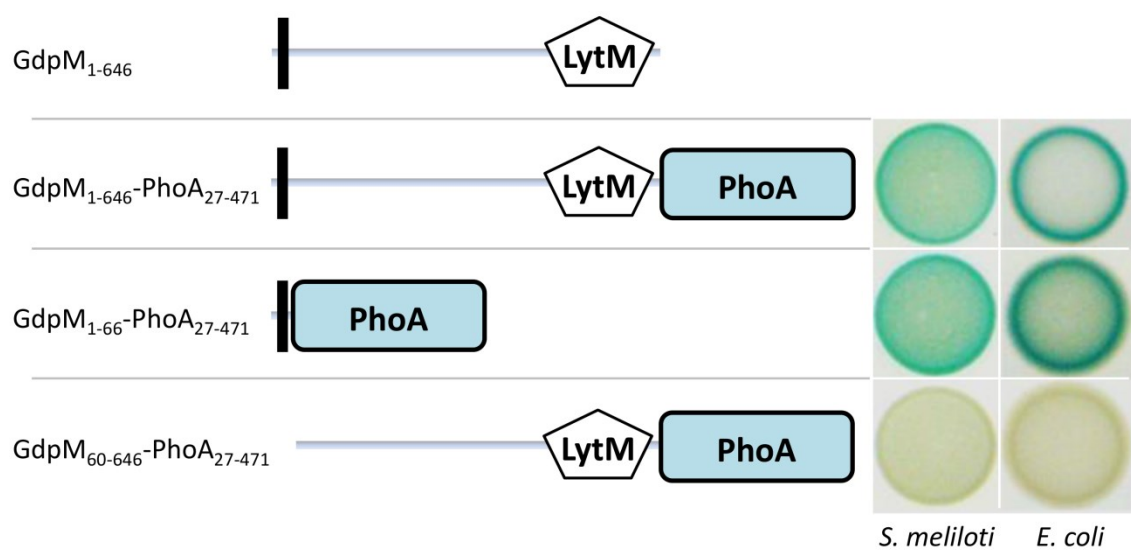 GdpM₁₋₆₄₆
LytM
GdpM₁₋₆₄₆-PhoA₂₇₋₄₇₁
LytM
PhoA
GdpM₁₋₆₆-PhoA₂₇₋₄₇₁
PhoA
GdpM₆₀₋₆₄₆-PhoA₂₇₋₄₇₁
LytM
PhoA
S. meliloti
E. coli